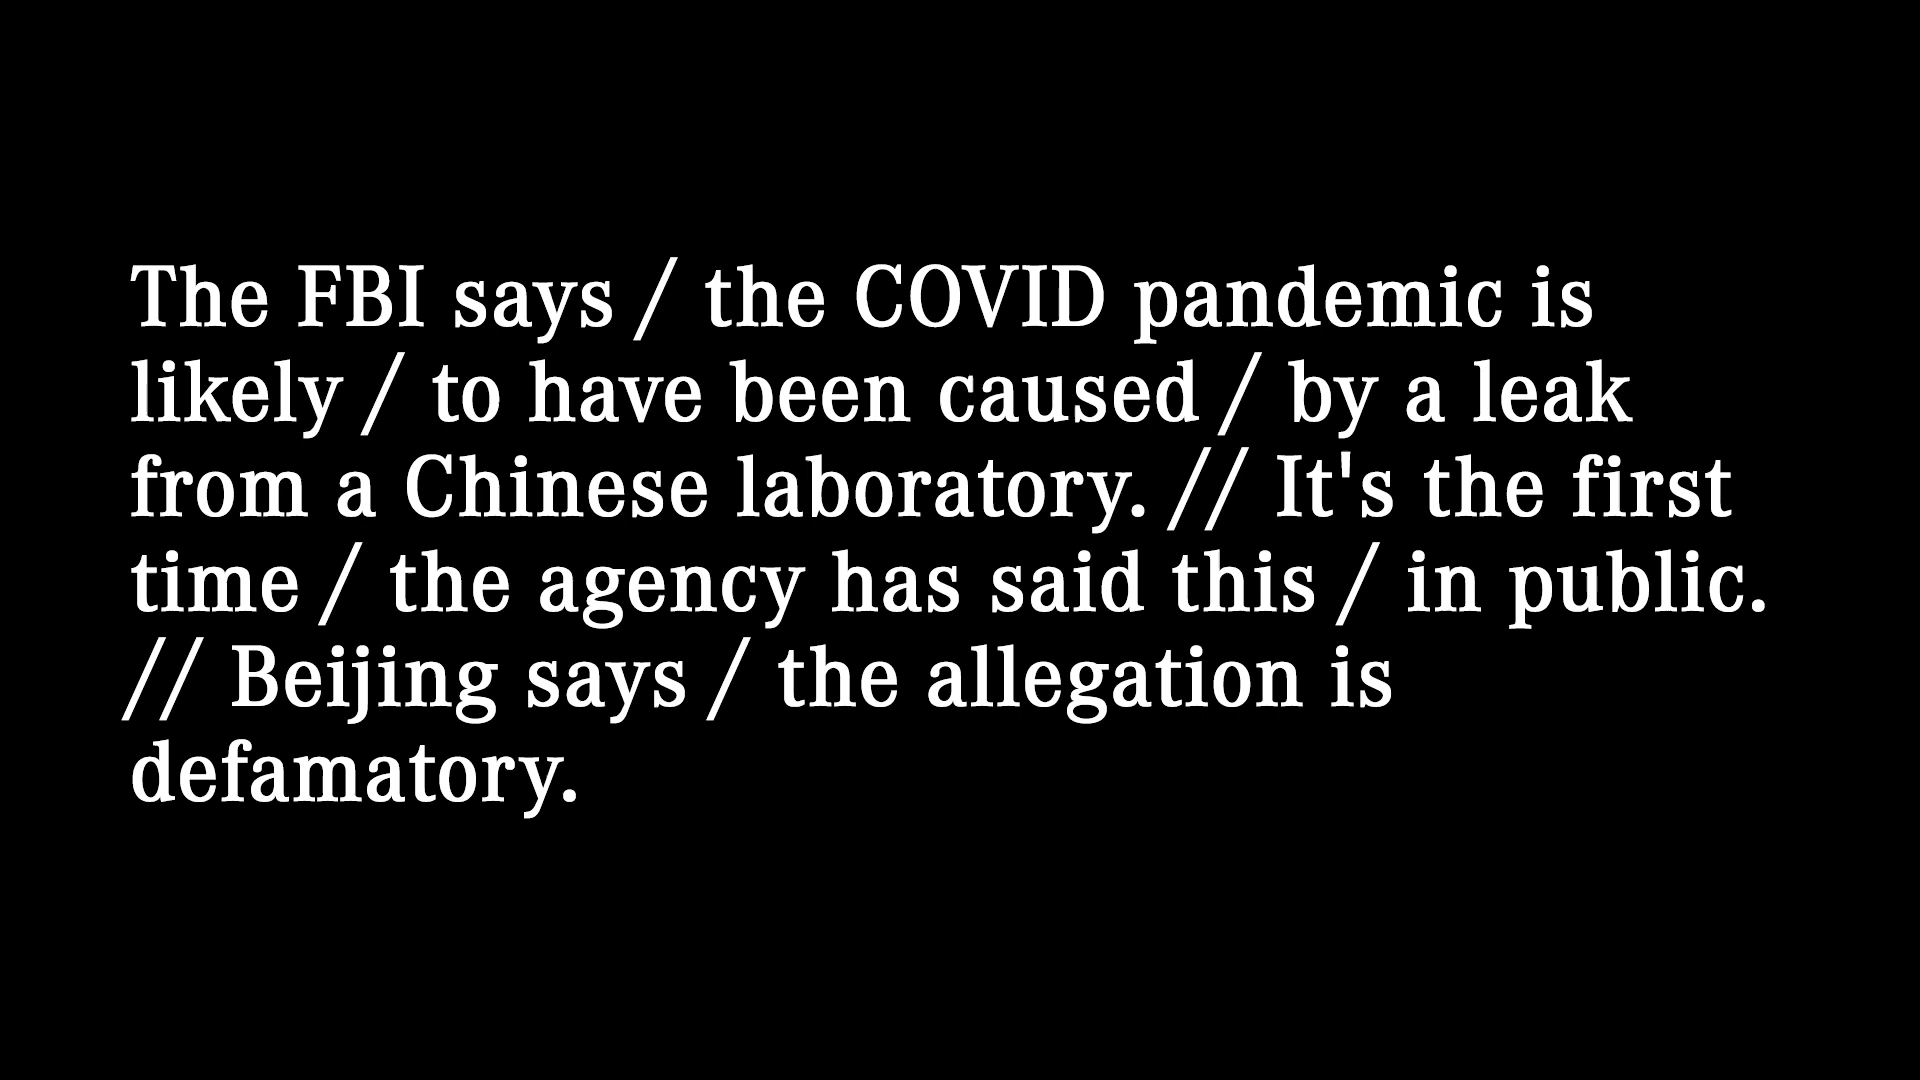 The FBI says / the COVID pandemic is
likely / to have been caused / by a leak
from a Chinese laboratory. // It's the first
time / the agency has said this / in public.
// Beijing says / the allegation is
defamatory.